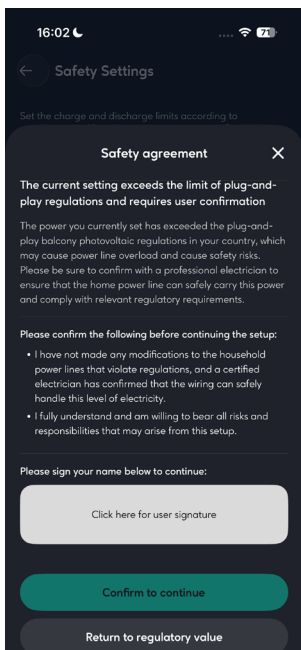 16:02
71
Safety Settings
Set the charge and discharge limits according to
Safety agreement
The current setting exceeds the limit of plug-and-
play regulations and requires user confirmation
The power you currently set has exceeded the plug-and-
play balcony photovoltaic regulations in your country, which
may cause power line overload and cause safety risks.
Please be sure to confirm with a professional electrician to
ensure that the home power line can safely carry this power
and comply with relevant regulatory requirements.
Please confirm the following before continuing the setup:
• I have not made any modifications to the household
power lines that violate regulations, and a certified
electrician has confirmed that the wiring can safely
handle this level of electricity.
• I fully understand and am willing to bear all risks and
responsibilities that may arise from this setup.
Please sign your name below to continue:
Click here for user signature
Confirm to continue
Return to regulatory value